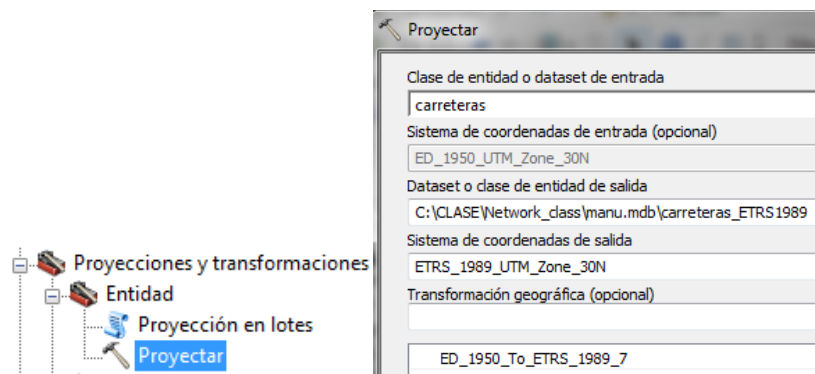 Proyecciones y transformaciones
Entidad
Proyección en lotes
Proyectar
Proyectar
Clase de entidad o dataset de entrada
carreteras
Sistema de coordenadas de entrada (opcional)
ED_1950_UTM_Zone_30N
Dataset o clase de entidad de salida
C:\CLASE\Network_class\manu.mdb\carreteras_ETRS1989
Sistema de coordenadas de salida
ETRS_1989_UTM_Zone_30N
Transformación geográfica (opcional)
ED_1950_To_ETRS_1989_7